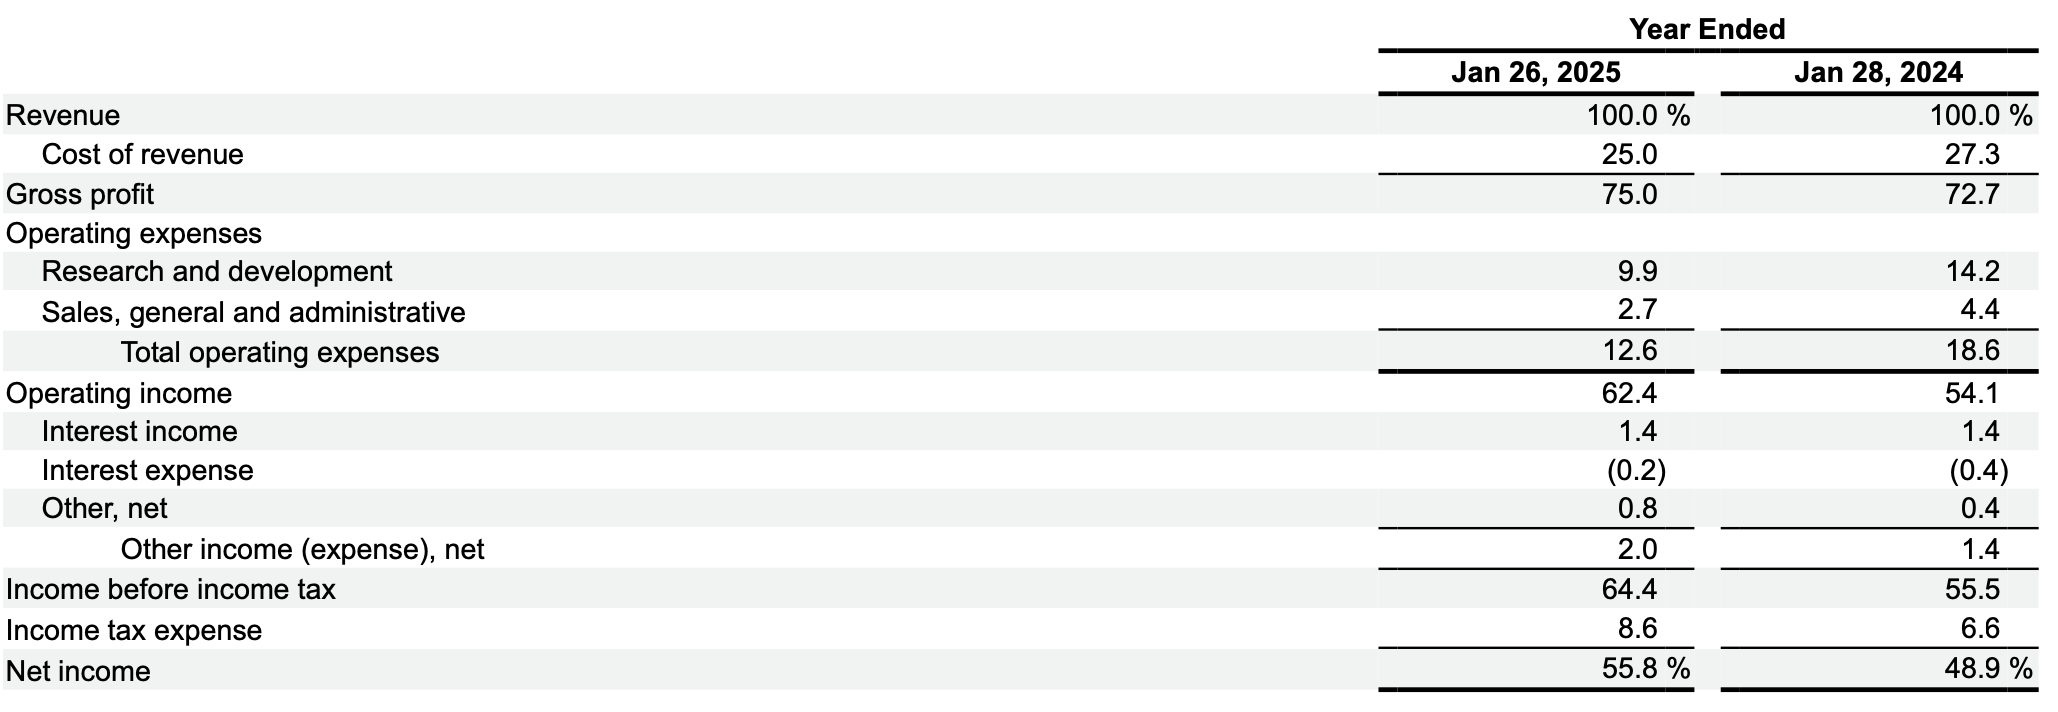 Year Ended
Jan 26, 2025 Jan 28, 2024
Revenue 100.0 % 100.0 %
Cost of revenue 25.0 27.3
Gross profit 75.0 72.7
Operating expenses
Research and development 9.9 14.2
Sales, general and administrative 2.7 4.4
Total operating expenses 12.6 18.6
Operating income 62.4 54.1
Interest income 1.4 1.4
Interest expense (0.2) (0.4)
Other, net 0.8 0.4
Other income (expense), net 2.0 1.4
Income before income tax 64.4 55.5
Income tax expense 8.6 6.6
Net income 55.8 % 48.9 %